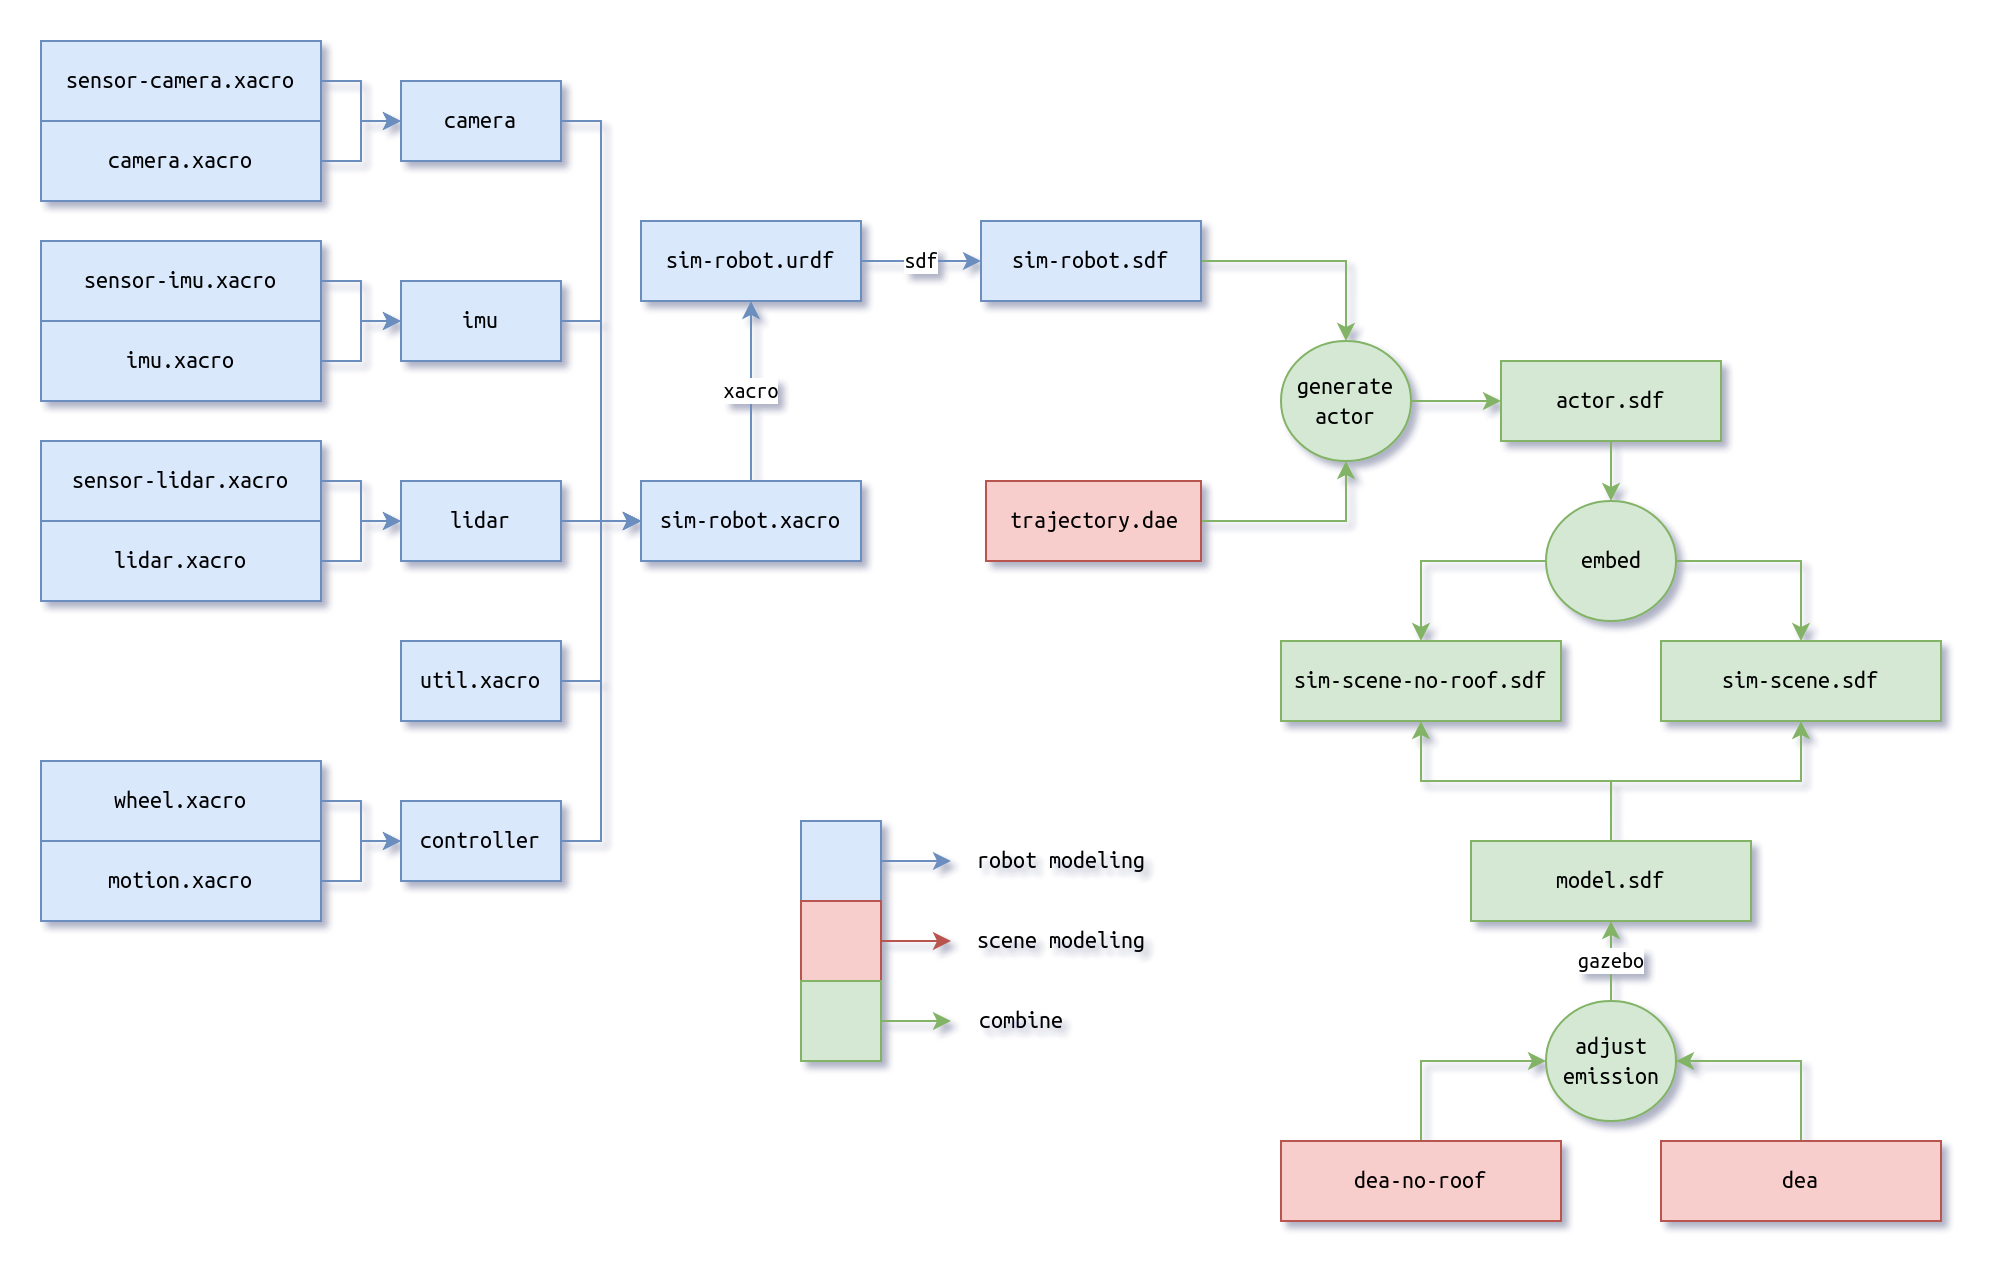 sensor-camera.xacro
camera.xacro
camera
sensor-imu.xacro
imu.xacro
imu
sensor-lidar.xacro
lidar.xacro
lidar
util.xacro
wheel.xacro
motion.xacro
controller
sim-robot.xacro
xacro
sim-robot.urdf
sdf
sim-robot.sdf
trajectory.dae
generate
actor
actor.sdf
embed
sim-scene-no-roof.sdf
sim-scene.sdf
model.sdf
gazebo
adjust
emission
dea-no-roof
dea
robot modeling
scene modeling
combine